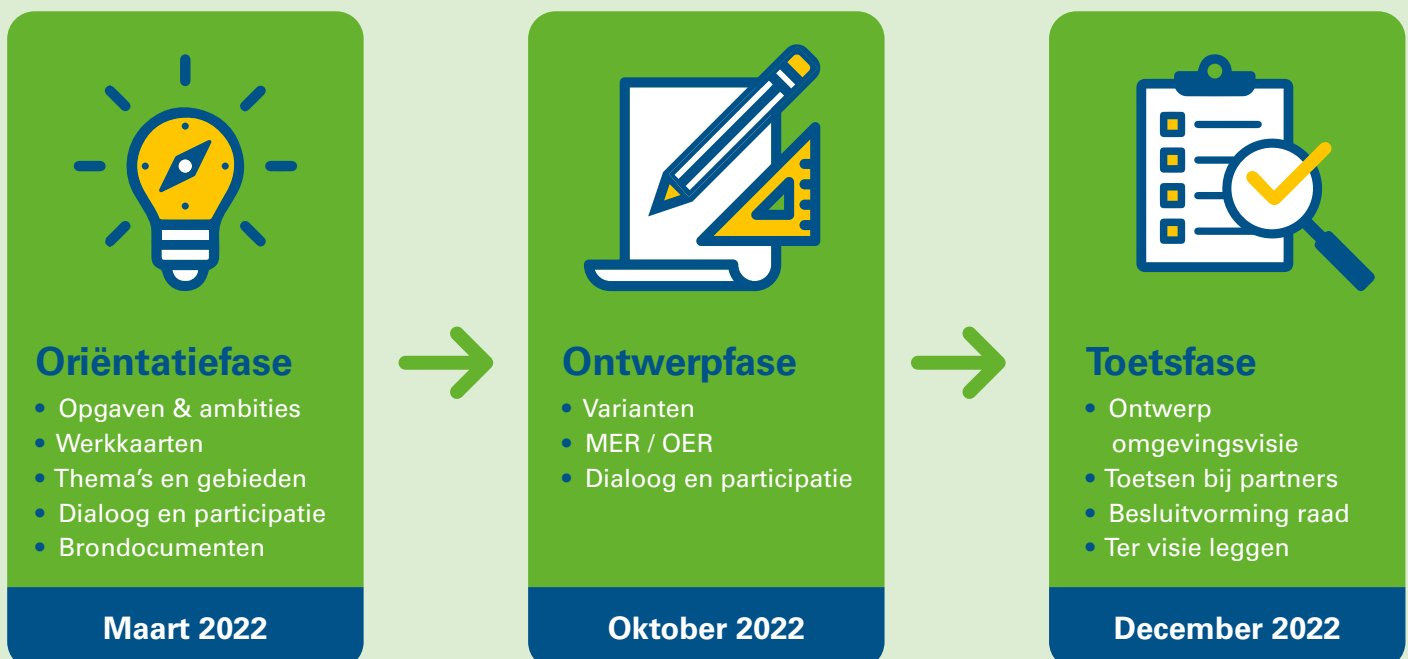 Oriëntatiefase
• Opgaven & ambities
• Werkkaarten
• Thema’s en gebieden
• Dialoog en participatie
• Brondocumenten
Maart 2022
Ontwerpfase
• Varianten
• MER / OER
• Dialoog en participatie
Oktober 2022
Toetsfase
• Ontwerp
omgevingsvisie
• Toetsen bij partners
• Besluitvorming raad
• Ter visie leggen
December 2022